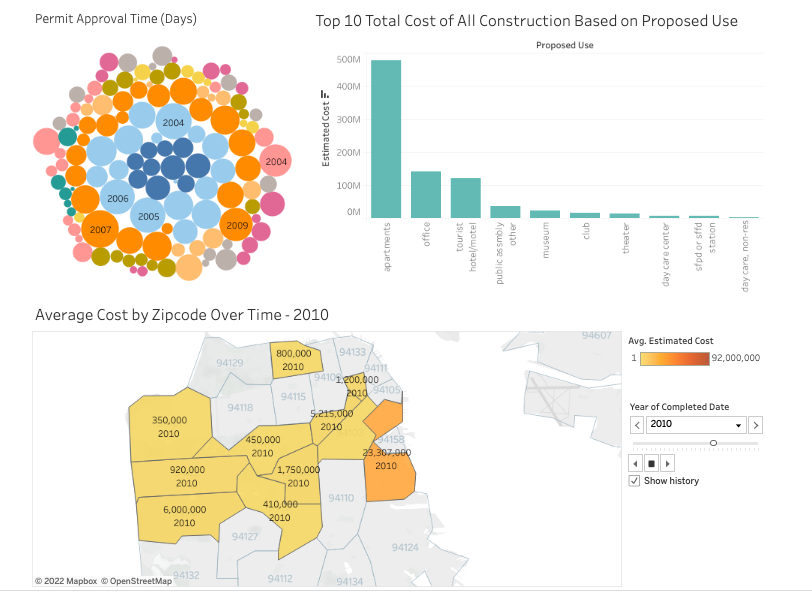 Permit Approval Time (Days)
Top 10 Total Cost of All Construction Based on Proposed Use
Proposed Use
Estimated Cost
500M
400M
300M
200M
100M
0M
apartments
office
tourist
hotel/motel
public assmbly
other
museum
club
theater
day care center
sfpd or sffd
station
day care, non-res
2004
2004
2006
2005
2007
2009
Average Cost by Zipcode Over Time - 2010
94607
94133
800,000
2010
94129
94111
94109
1,200,000
2010
94105
94115
94118
350,000
2010
5,215,000
2010
450,000
2010
94158
23,307,000
2010
920,000
2010
1,750,000
2010
94110
6,000,000
2010
410,000
2010
94127
94124
94132
94112
94134
© 2022 Mapbox © OpenStreetMap
Avg. Estimated Cost
1
92,000,000
Year of Completed Date
2010
Show history